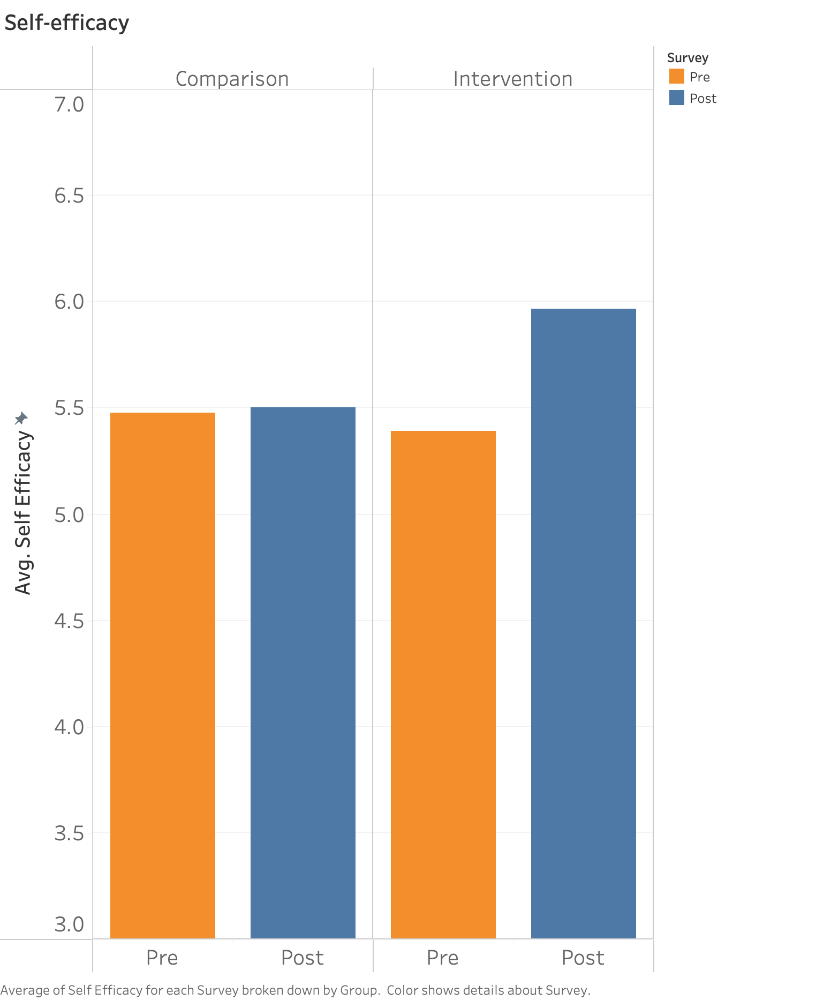 Self-efficacy
Comparison
Intervention
Survey
Pre
Post
7.0
6.5
6.0
5.5
5.0
4.5
4.0
3.5
3.0
Avg. Self Efficacy
Pre
Post
Pre
Post
Average of Self Efficacy for each Survey broken down by Group.  Color shows details about Survey.